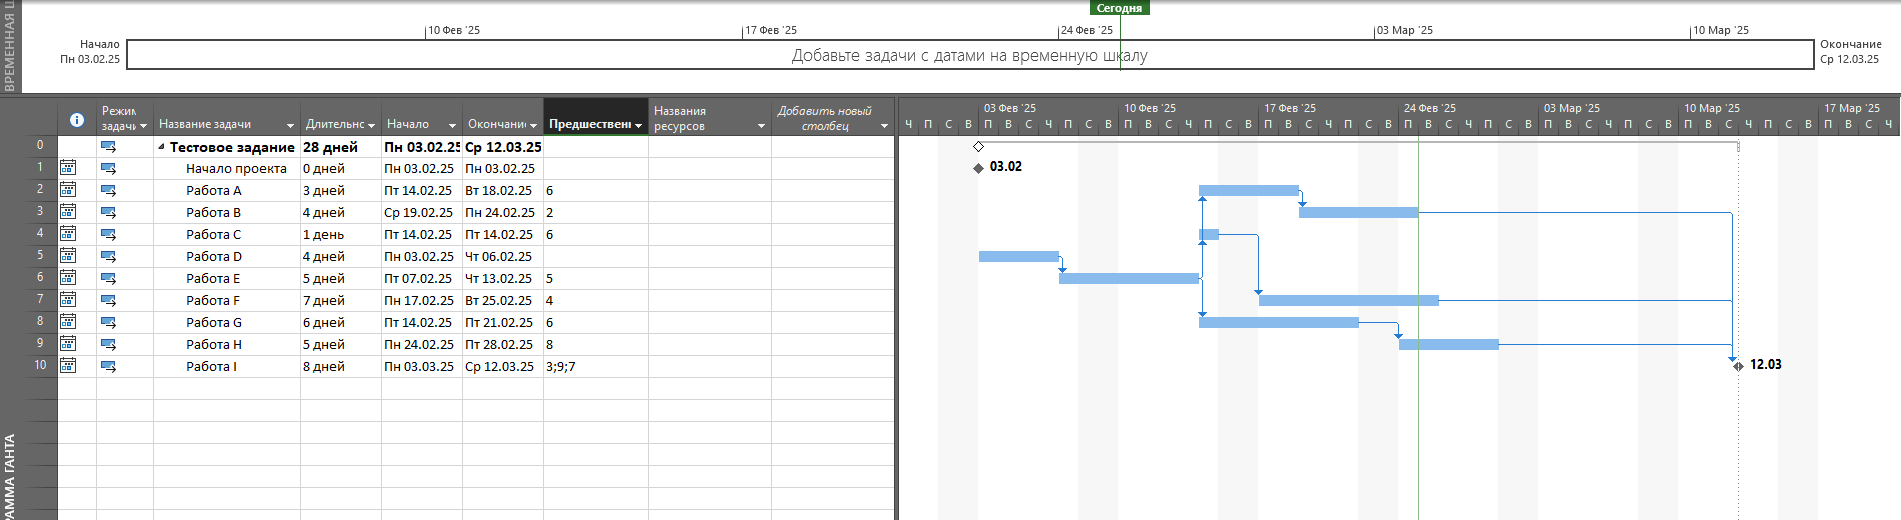 Сегодня
10 Фев '25
17 Фев '25
24 Фев '25
03 Мар '25
10 Мар '25
Начало
Пн 03.02.25
Добавьте задачи с датами на временную шкалу
Окончание
Ср 12.03.25
ВРЕМЕННАЯ
Режим задачи
Название задачи
Длительнс
Начало
Окончание
Предшествені
Названия ресурсов
Добавить новый столбец
03 Фев '25
10 Фев '25
17 Фев '25
24 Фев '25
03 Мар '25
10 Мар '25
17 Мар '25
Ч П С В П В С Ч П С В П В С Ч П С В П В С Ч П С В П В С Ч П С В П В С Ч П С В П В С Ч П С В П В С Ч
0 Тестовое задание 28 дней Пн 03.02.25 Ср 12.03.25
1 Начало проекта 0 дней Пн 03.02.25 Пн 03.02.25
03.02
2 Работа A 3 дней Пт 14.02.25 Вт 18.02.25 6
3 Работа B 4 дней Ср 19.02.25 Пн 24.02.25 2
4 Работа C 1 день Пт 14.02.25 Пт 14.02.25 6
5 Работа D 4 дней Пн 03.02.25 Чт 06.02.25
6 Работа E 5 дней Пт 07.02.25 Чт 13.02.25 5
7 Работа F 7 дней Пн 17.02.25 Вт 25.02.25 4
8 Работа G 6 дней Пт 14.02.25 Пт 21.02.25 6
9 Работа H 5 дней Пн 24.02.25 Пт 28.02.25 8
10 Работа I 8 дней Пн 03.03.25 Ср 12.03.25 3;9;7
12.03
РАММА ГАНТА